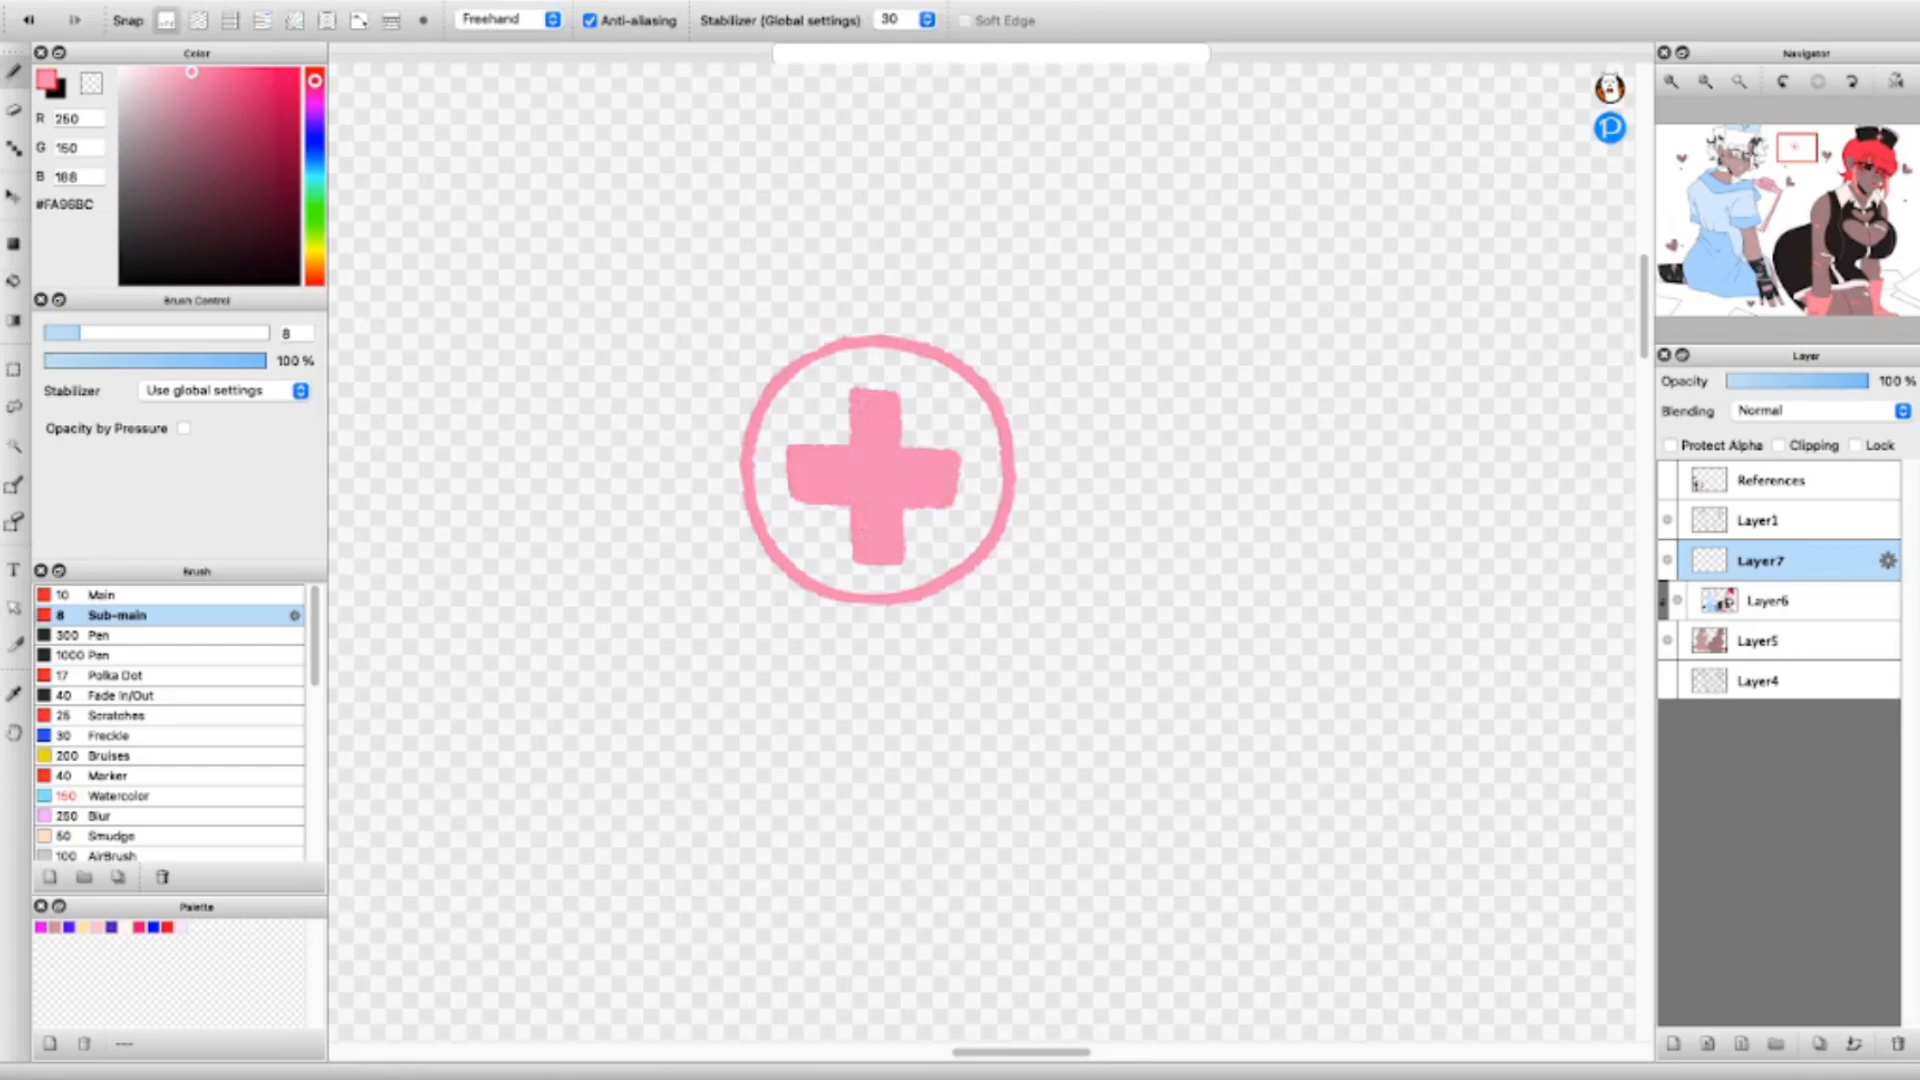 Snap
Freehand
Anti-aliasing
Stabilizer (Global settings)
30
Soft Edge
Color
R 250
G 150
B 188
#FA96BC
Brush Control
8
100 %
Stabilizer
Use global settings
Opacity by Pressure
Brush
10 Main
8 Sub-main
300 Pen
1000 Pen
17 Polka Dot
40 Fade In/Out
25 Scratches
30 Freckle
200 Bruises
40 Marker
150 Watercolor
250 Blur
50 Smudge
100 AirBrush
Palette
Navigator
Layer
Opacity 100 %
Blending Normal
Protect Alpha Clipping Lock
References
Layer1
Layer7
Layer6
Layer5
Layer4
T
P